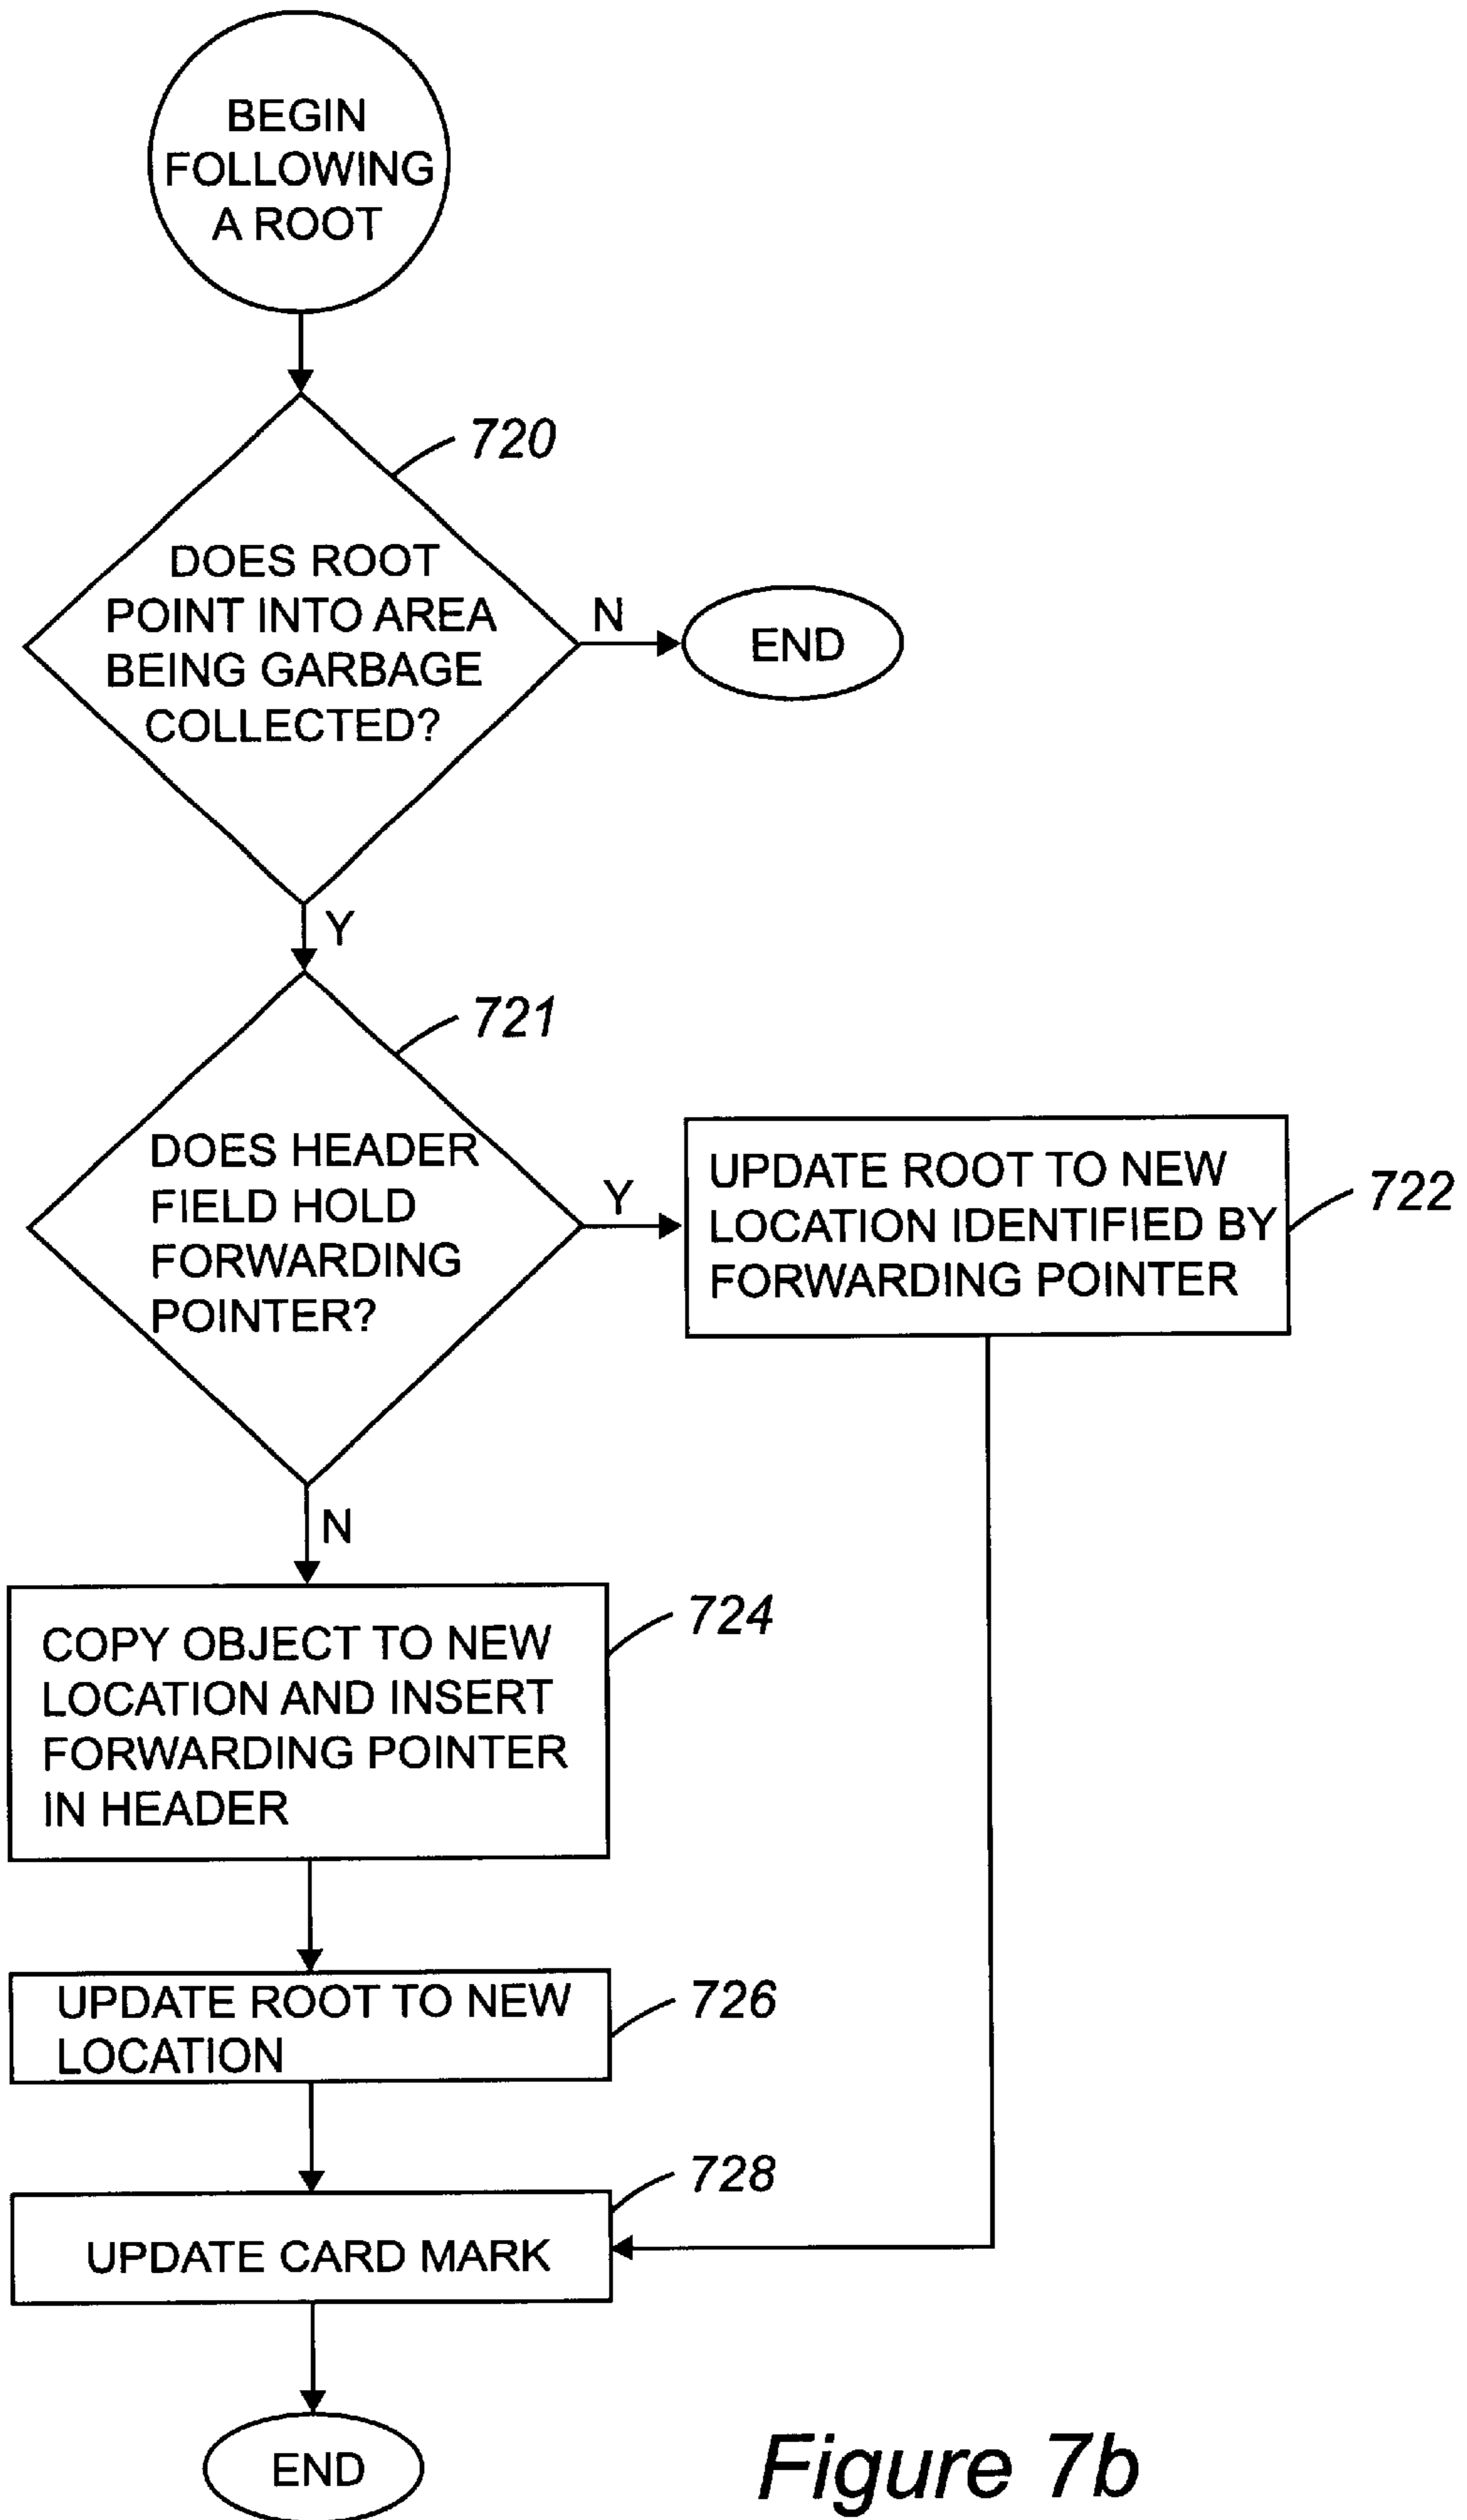 BEGIN
FOLLOWING
A ROOT
720
DOES ROOT
POINT INTO AREA
BEING GARBAGE
COLLECTED?
N
END
Y
721
DOES HEADER
FIELD HOLD
FORWARDING
POINTER?
Y
UPDATE ROOT TO NEW
LOCATION IDENTIFIED BY
FORWARDING POINTER
722
N
724
COPY OBJECT TO NEW
LOCATION AND INSERT
FORWARDING POINTER
IN HEADER
726
UPDATE ROOT TO NEW
LOCATION
728
UPDATE CARD MARK
END
Figure 7b